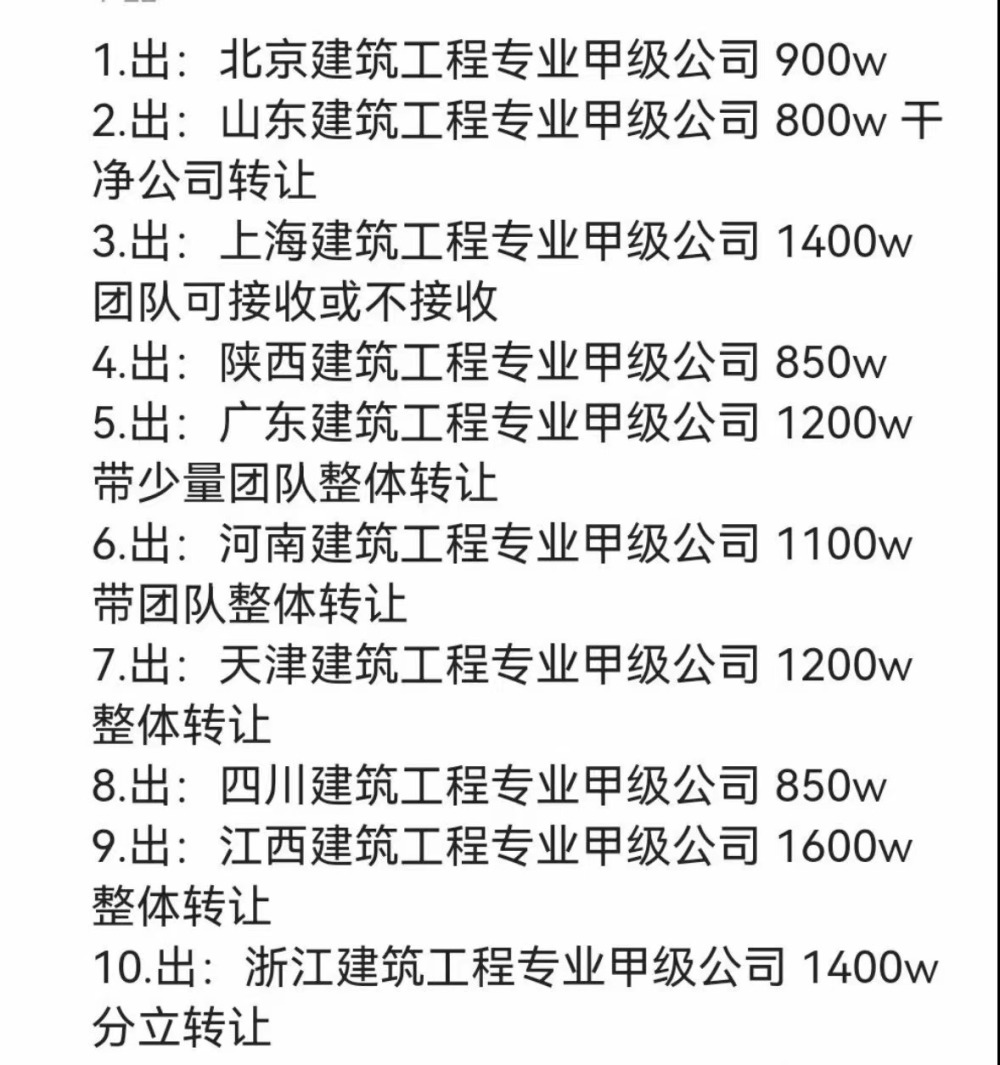 1.出：北京建筑工程专业甲级公司 900w
2.出：山东建筑工程专业甲级公司 800w 干
净公司转让
3.出：上海建筑工程专业甲级公司 1400w
团队可接收或不接收
4.出：陕西建筑工程专业甲级公司 850w
5.出：广东建筑工程专业甲级公司 1200w
带少量团队整体转让
6.出：河南建筑工程专业甲级公司 1100w
带团队整体转让
7.出：天津建筑工程专业甲级公司 1200w
整体转让
8.出：四川建筑工程专业甲级公司 850w
9.出：江西建筑工程专业甲级公司 1600w
整体转让
10.出：浙江建筑工程专业甲级公司 1400w
分立转让